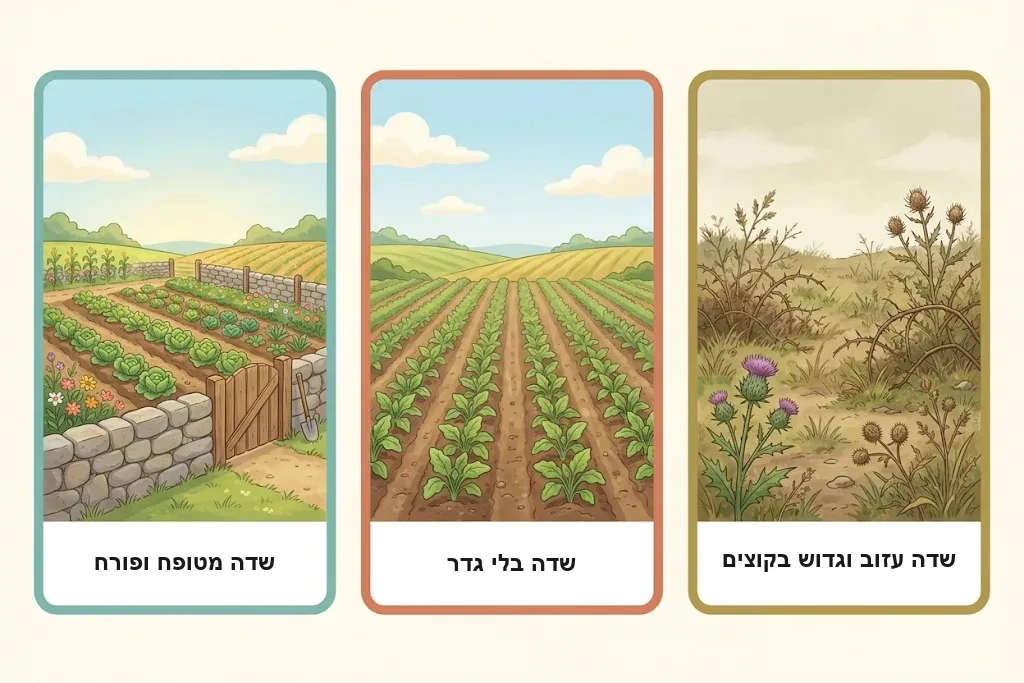 שדה עזוב וגדוש בקוצים
שדה בלי גדר
שדה מטופח ופורח